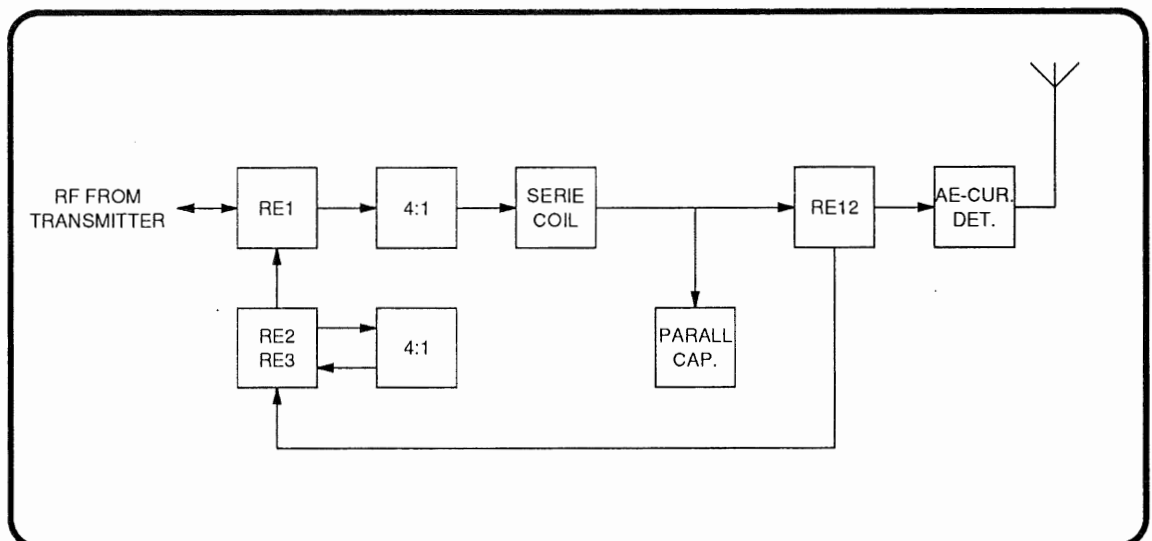 RF FROM
TRANSMITTER
RE1
4:1
SERIE
COIL
RE12
AE-CUR.
DET.
RE2
RE3
4:1
PARALL
CAP.